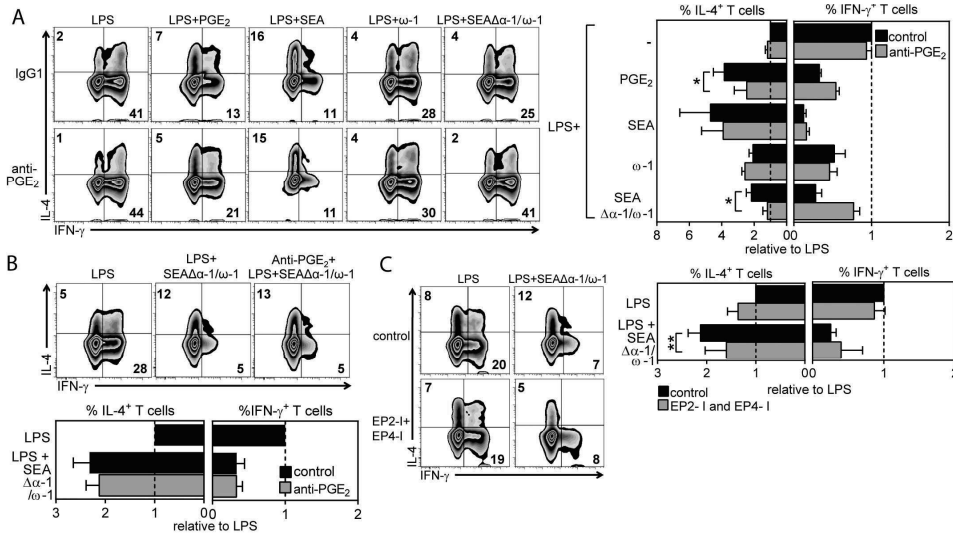 A
LPS LPS+PGE₂ LPS+SEA LPS+ω-1 LPS+SEAΔα-1/ω-1
IgG1
2 41
7 13
16 11
4 28
4 25
anti-
PGE₂
1 44
5 21
15 11
4 30
2 41
IL-4
IFN-γ
% IL-4⁺ T cells % IFN-γ⁺ T cells
control
anti-PGE₂
LPS+
-
PGE₂
*
SEA
ω-1
SEA
Δα-1/ω-1
*
8 6 4 2 0 0 1 2
relative to LPS
B
LPS
LPS+
SEAΔα-1/ω-1
Anti-PGE₂+
LPS+SEAΔα-1/ω-1
5 28
12 5
13 5
IL-4
IFN-γ
% IL-4⁺ T cells %IFN-γ⁺ T cells
LPS
LPS +
SEA
Δα-1
/ω-1
control
anti-PGE₂
3 2 1 0 0 1 2
relative to LPS
C
LPS LPS+SEAΔα-1/ω-1
control
8 20
12 7
EP2-I+
EP4-I
7 19
5 8
IL-4
IFN-γ
% IL-4⁺ T cells % IFN-γ⁺ T cells
LPS
LPS +
SEA
Δα-1/
ω-1
**
3 2 1 0 0 1 2
relative to LPS
control
EP2- I and EP4- I